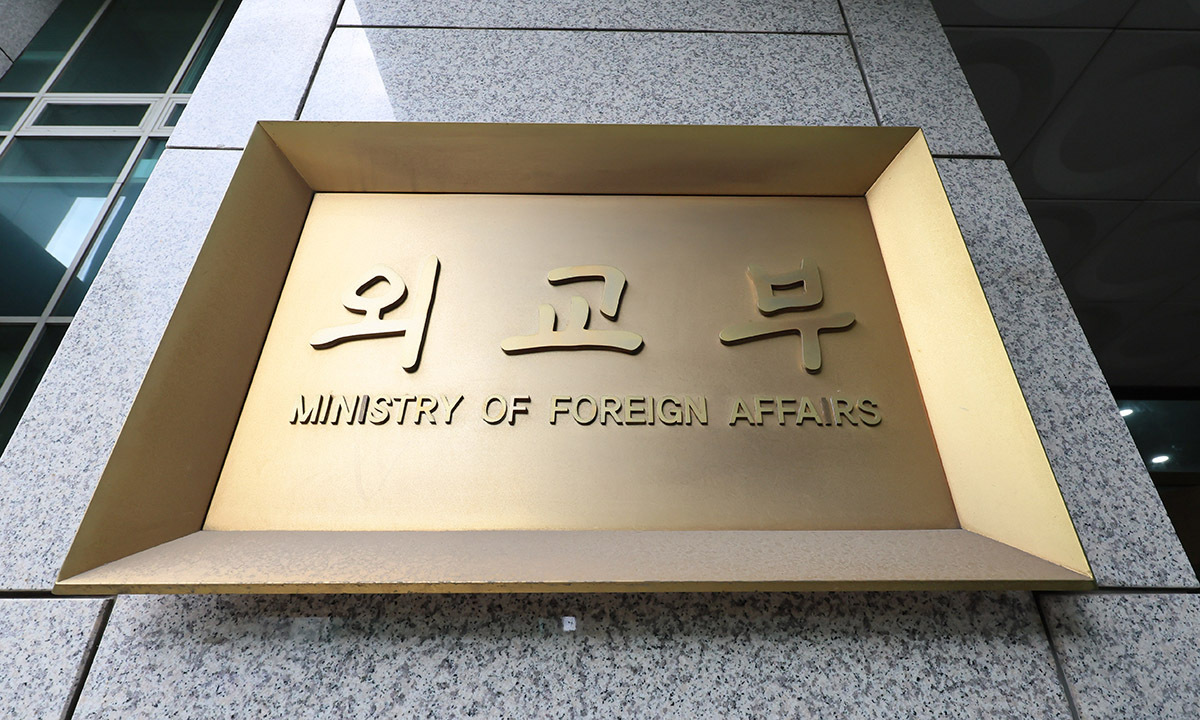 외교부
MINISTRY OF FOREIGN AFFAIRS